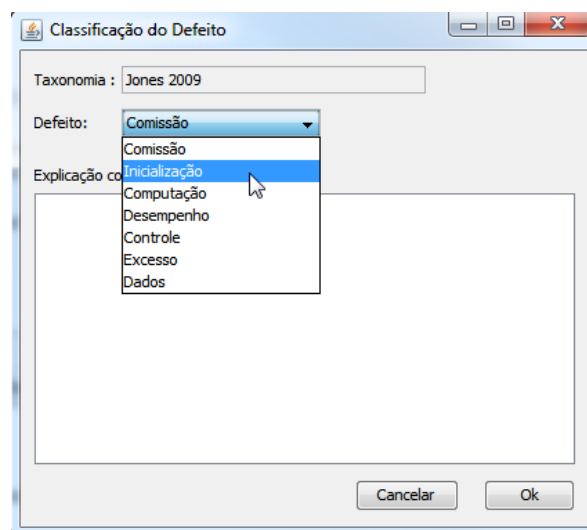 Classificação do Defeito
Taxonomia : Jones 2009
Defeito: Comissão
Comissão
Explicação co Inicialização
Computação
Desempenho
Controle
Excesso
Dados
Cancelar Ok